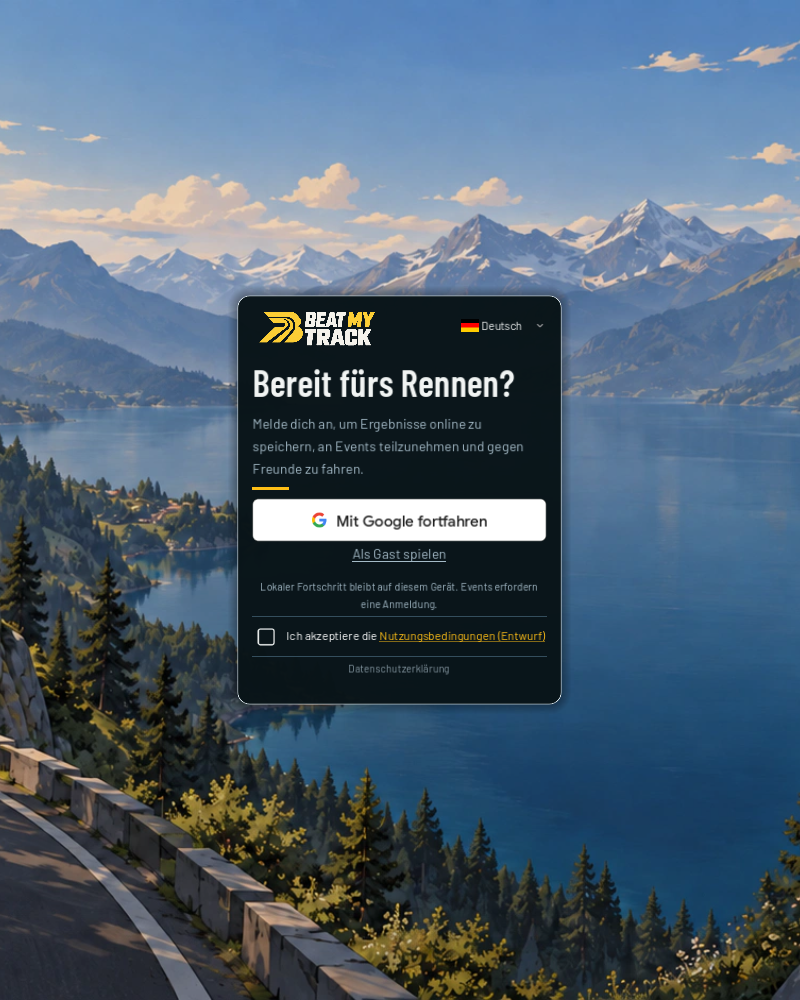 BEAT MY
TRACK
Deutsch
Bereit fürs Rennen?
Melde dich an, um Ergebnisse online zu
speichern, an Events teilzunehmen und gegen
Freunde zu fahren.
Mit Google fortfahren
Als Gast spielen
Lokaler Fortschritt bleibt auf diesem Gerät. Events erfordern
eine Anmeldung.
Ich akzeptiere die Nutzungsbedingungen (Entwurf)
Datenschutzerklärung